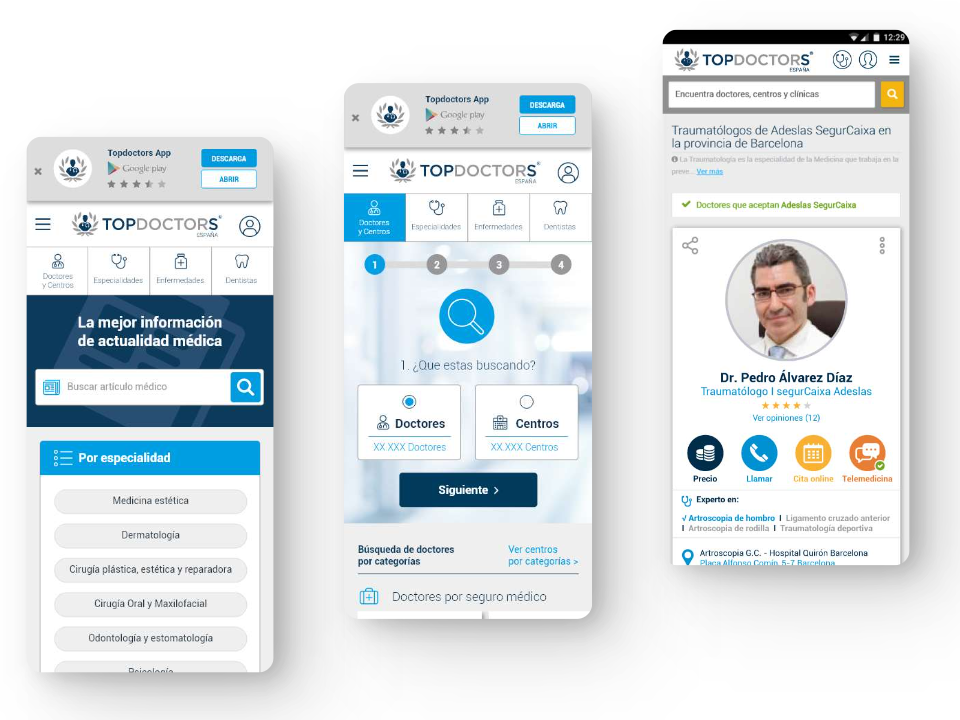 Topdoctors App
Google play
DESCARGA
ABRIR
TOPDOCTORS®
ESPAÑA
Doctores
y Centros
Especialidades
Enfermedades
Dentistas
La mejor información
de actualidad médica
Buscar artículo médico
Por especialidad
Medicina estética
Dermatología
Cirugía plástica, estética y reparadora
Cirugía Oral y Maxilofacial
Odontología y estomatología
Psicología
Topdoctors App
Google play
DESCARGA
ABRIR
TOPDOCTORS®
ESPAÑA
Doctores
y Centros
Especialidades
Enfermedades
Dentistas
1 2 3 4
1. ¿Que estas buscando?
Doctores
XX.XXX Doctores
Centros
XX.XXX Centros
Siguiente >
Búsqueda de doctores
por categorías
Ver centros
por categorías >
Doctores por seguro médico
12:29
TOPDOCTORS®
ESPAÑA
Encuentra doctores, centros y clínicas
Traumatólogos de Adeslas SegurCaixa en
la provincia de Barcelona
La Traumatología es la especialidad de la Medicina que trabaja en la
preve... Ver más
Doctores que aceptan Adeslas SegurCaixa
Dr. Pedro Álvarez Díaz
Traumatólogo I segurCaixa Adeslas
Ver opiniones (12)
Precio
Llamar
Cita online
Telemedicina
Experto en:
√ Artroscopia de hombro I Ligamento cruzado anterior
I Artroscopia de rodilla I Traumatología deportiva
Artroscopia G.C. - Hospital Quirón Barcelona
Plaça Alfonso Comín, 5-7 Barcelona